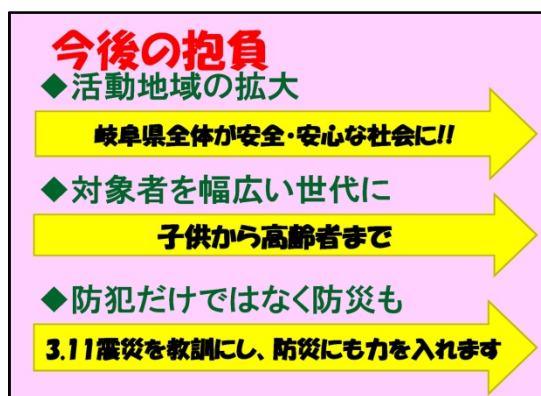 今後の抱負
◆活動地域の拡大
岐阜県全体が安全・安心な社会に!!
◆対象者を幅広い世代に
子供から高齢者まで
◆防犯だけではなく防災も
3.11震災を教訓にし、防災にも力を入れます